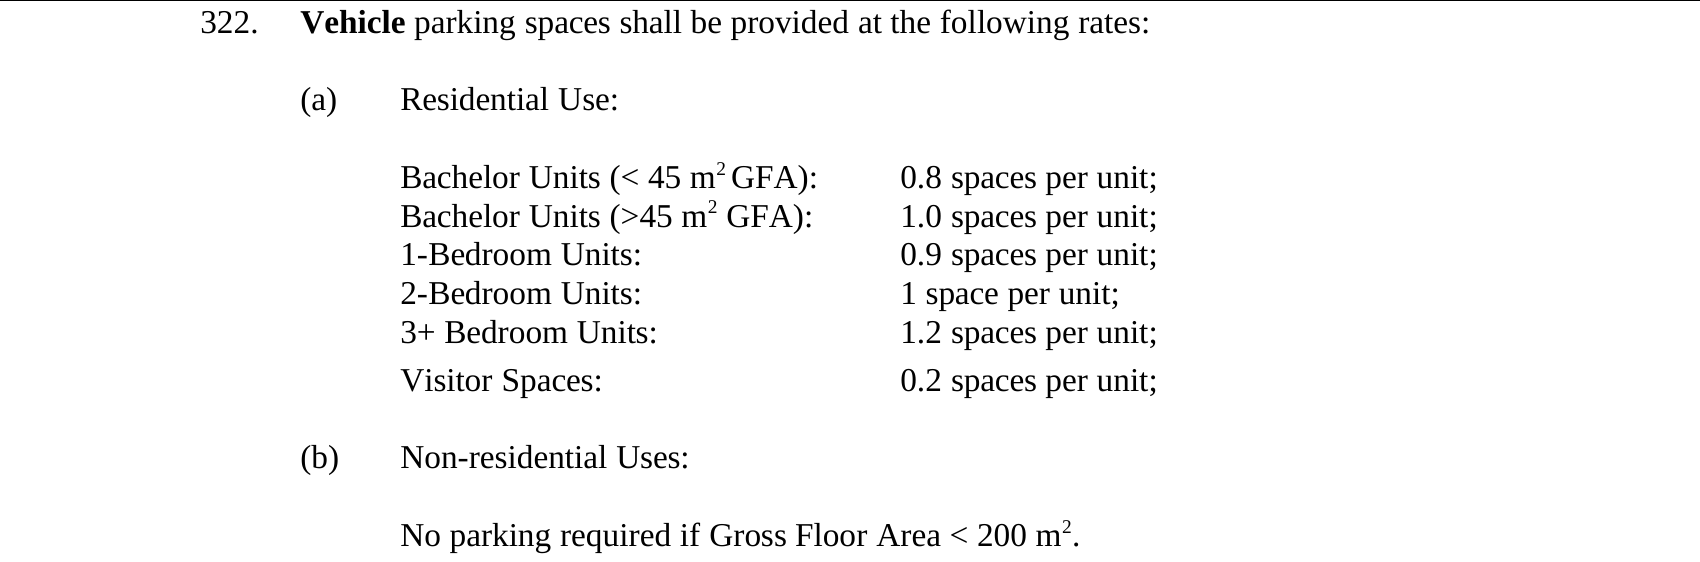 322. Vehicle parking spaces shall be provided at the following rates:
(a) Residential Use:
Bachelor Units (< 45 m² GFA): 0.8 spaces per unit;
Bachelor Units (>45 m² GFA): 1.0 spaces per unit;
1-Bedroom Units: 0.9 spaces per unit;
2-Bedroom Units: 1 space per unit;
3+ Bedroom Units: 1.2 spaces per unit;
Visitor Spaces: 0.2 spaces per unit;
(b) Non-residential Uses:
No parking required if Gross Floor Area < 200 m².